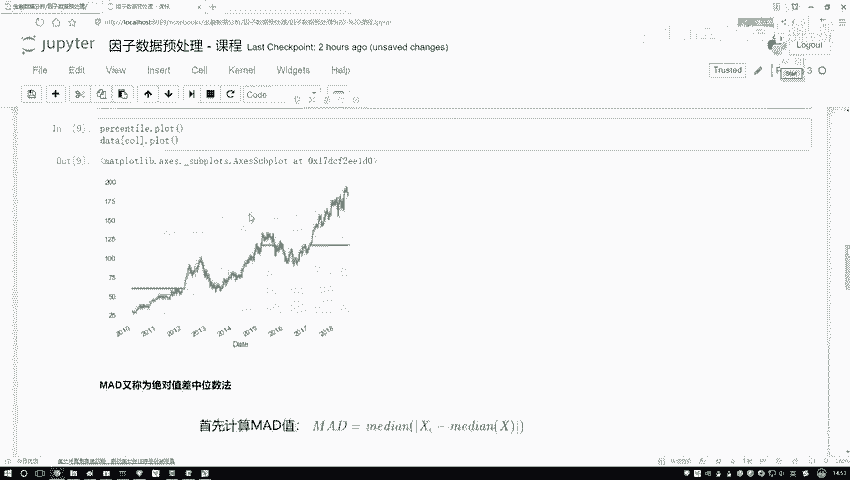 jupyter 因子数据预处理 - 课程 Last Checkpoint: 2 hours ago (unsaved changes)
Logout
File Edit View Insert Cell Kernel Widgets Help
Trusted
Code
In [9]: percentile.plot()
data[col].plot()
Out[9]: <matplotlib.axes._subplots.AxesSubplot at 0x17dcf2ee1d0>
200
175
150
125
100
75
50
25
2010 2011 2012 2013 2014 2015 2016 2017 2018
Date
MAD又称为绝对值差中位数法
首先计算MAD值： MAD = median(|Xᵢ − median(X)|)